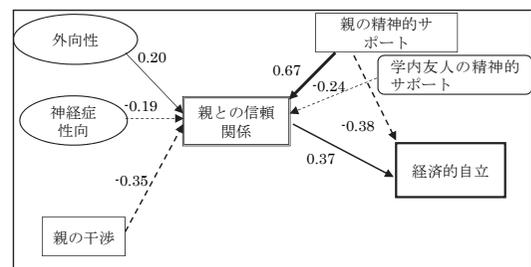 外向性
0.20
親の精神的サ
ポート
0.67
学内友人の精神的
サポート
-0.24
神経症
性向
-0.19
親との信頼
関係
-0.38
0.37
経済的自立
-0.35
親の干渉